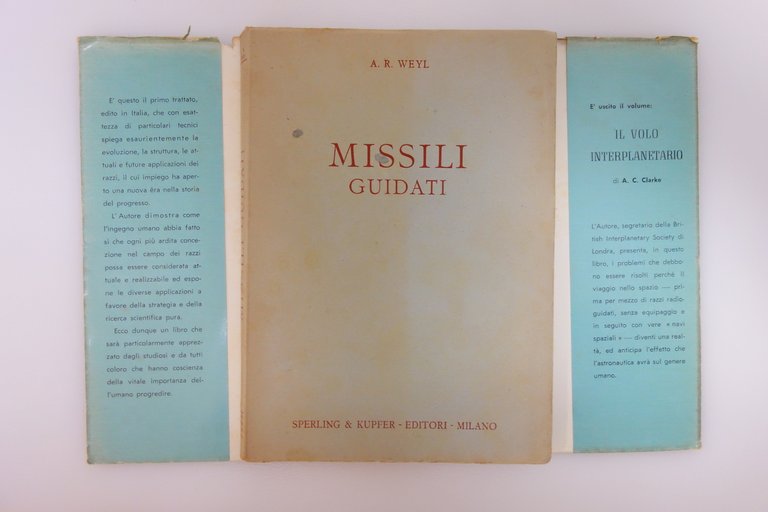 E' questo il primo trattato,
edito in Italia, che con esat-
tezza di particolari tecnici
spiega esaurientemente la
evoluzione, la struttura, le at-
tuali e future applicazioni dei
razzi, il cui impiego ha aper-
to una nuova êra nella storia
del progresso.
L'Autore dimostra come
l'ingegno umano abbia fatto
sì che ogni più ardita conce-
zione nel campo dei razzi
possa essere considerata at-
tuale e realizzabile ed espo-
ne le diverse applicazioni a
favore della strategia e della
ricerca scientifica pura.
Ecco dunque un libro che
sarà particolarmente apprez-
zato dagli studiosi e da tutti
coloro che hanno coscienza
della vitale importanza del-
l'umano progredire.
A. R. WEYL
MISSILI
GUIDATI
SPERLING & KUPFER - EDITORI - MILANO
E' uscito il volume:
IL VOLO
INTERPLANETARIO
di A. C. Clarke
L'Autore, segretario della Bri-
tish Interplanetary Society di
Londra, presenta, in questo
libro, i problemi che debbo-
no essere risolti perchè il
viaggio nello spazio — pri-
ma per mezzo di razzi radio-
guidati, senza equipaggio e
in seguito con vere « navi
spaziali » — diventi una real-
tà, ed anticipa l'effetto che
l'astronautica avrà sul genere
umano.